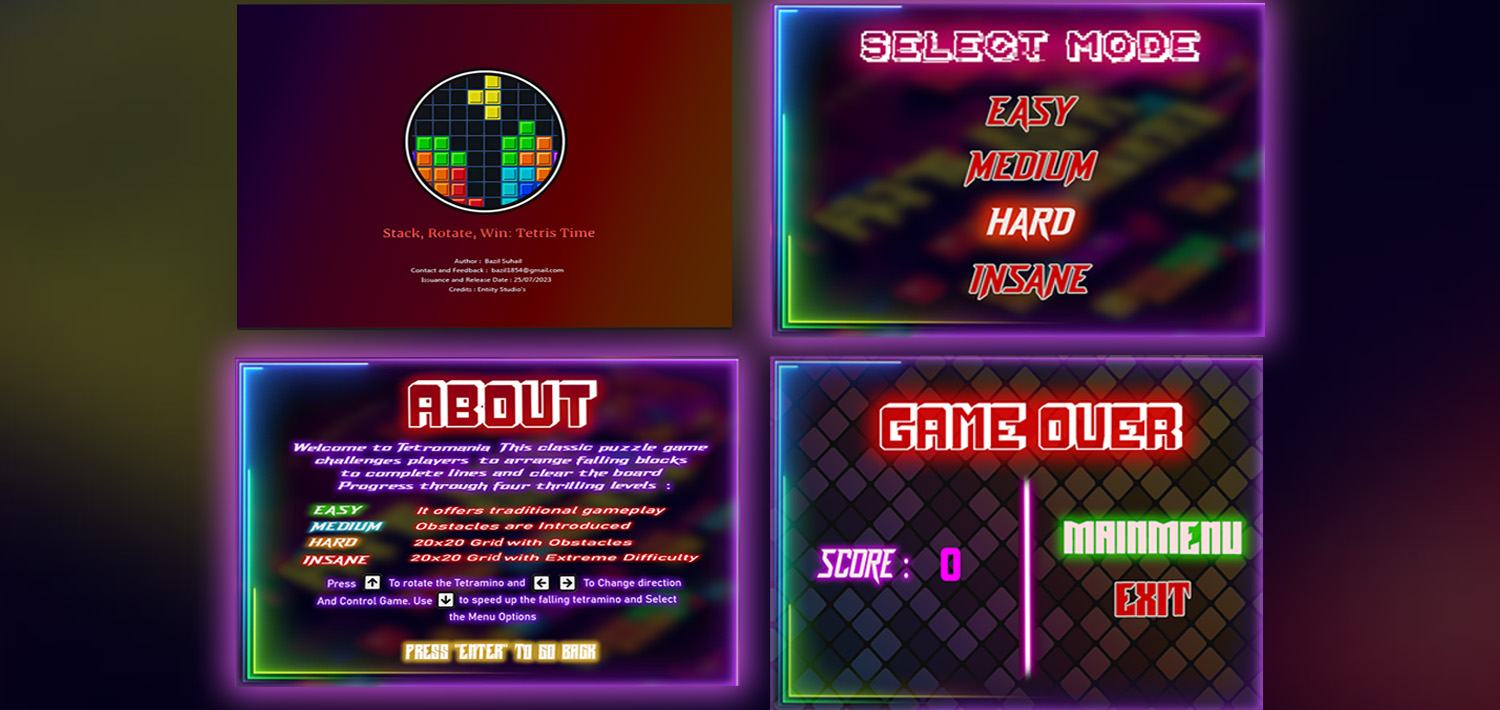 Stack, Rotate, Win: Tetris Time
Author : Bazil Suhail
Contact and Feedback : bazil1854@gmail.com
Issuance and Release Date : 25/07/2023
Credits : Entiity Studio's
SELECT MODE
EASY
MEDIUM
HARD
INSANE
ABOUT
Welcome to Tetromania This classic puzzle game
challenges players to arrange falling blocks
to complete lines and clear the board
Progress through four thrilling levels :
EASY It offers traditional gameplay
MEDIUM Obstacles are Introduced
HARD 20x20 Grid with Obstacles
INSANE 20x20 Grid with Extreme Difficulty
Press ↑ To rotate the Tetramino and ← → To Change direction
And Control Game. Use ↓ to speed up the falling tetramino and Select
the Menu Options
PRESS "ENTER" TO GO BACK
GAME OVER
SCORE : 0
MAINMENU
EXIT